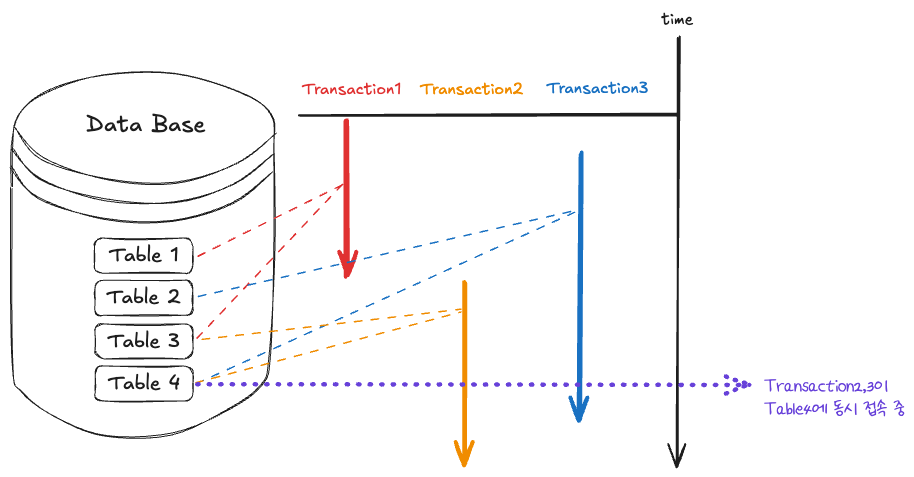 time
Transaction1 Transaction2 Transaction3
Data Base
Table 1
Table 2
Table 3
Table 4
Transaction2,3이
Table4에 동시 접속 중